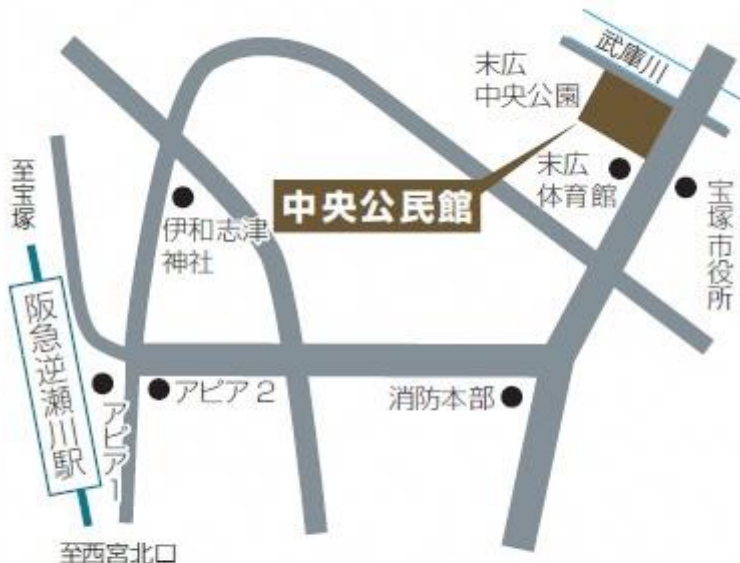 武庫川
末広
中央公園
末広
体育館
宝塚市役所
中央公民館
至宝塚
伊和志津
神社
阪急逆瀬川駅
アピア1
アピア2
消防本部
至西宮北口